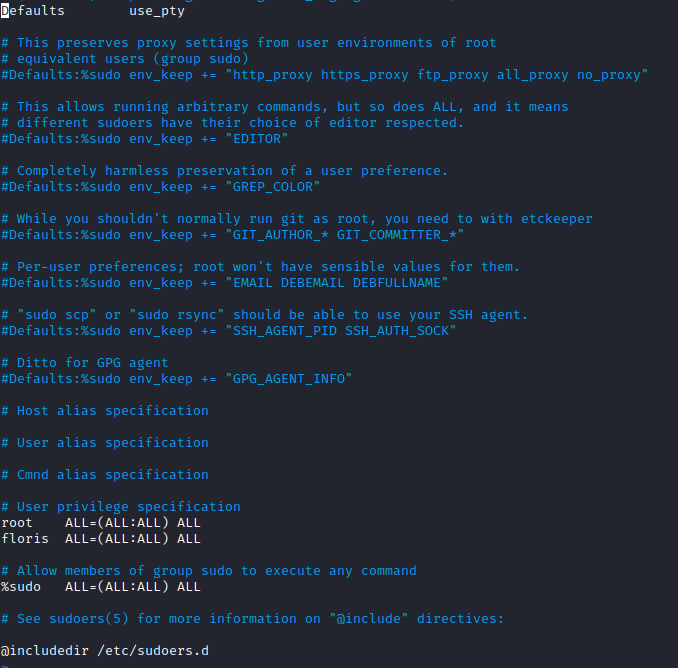 Defaults        use_pty
# This preserves proxy settings from user environments of root
# equivalent users (group sudo)
#Defaults:%sudo env_keep += "http_proxy https_proxy ftp_proxy all_proxy no_proxy"
# This allows running arbitrary commands, but so does ALL, and it means
# different sudoers have their choice of editor respected.
#Defaults:%sudo env_keep += "EDITOR"
# Completely harmless preservation of a user preference.
#Defaults:%sudo env_keep += "GREP_COLOR"
# While you shouldn't normally run git as root, you need to with etckeeper
#Defaults:%sudo env_keep += "GIT_AUTHOR_* GIT_COMMITTER_*"
# Per-user preferences; root won't have sensible values for them.
#Defaults:%sudo env_keep += "EMAIL DEBEMAIL DEBFULLNAME"
# "sudo scp" or "sudo rsync" should be able to use your SSH agent.
#Defaults:%sudo env_keep += "SSH_AGENT_PID SSH_AUTH_SOCK"
# Ditto for GPG agent
#Defaults:%sudo env_keep += "GPG_AGENT_INFO"
# Host alias specification
# User alias specification
# Cmnd alias specification
# User privilege specification
root    ALL=(ALL:ALL) ALL
floris  ALL=(ALL:ALL) ALL
# Allow members of group sudo to execute any command
%sudo   ALL=(ALL:ALL) ALL
# See sudoers(5) for more information on "@include" directives:
@includedir /etc/sudoers.d